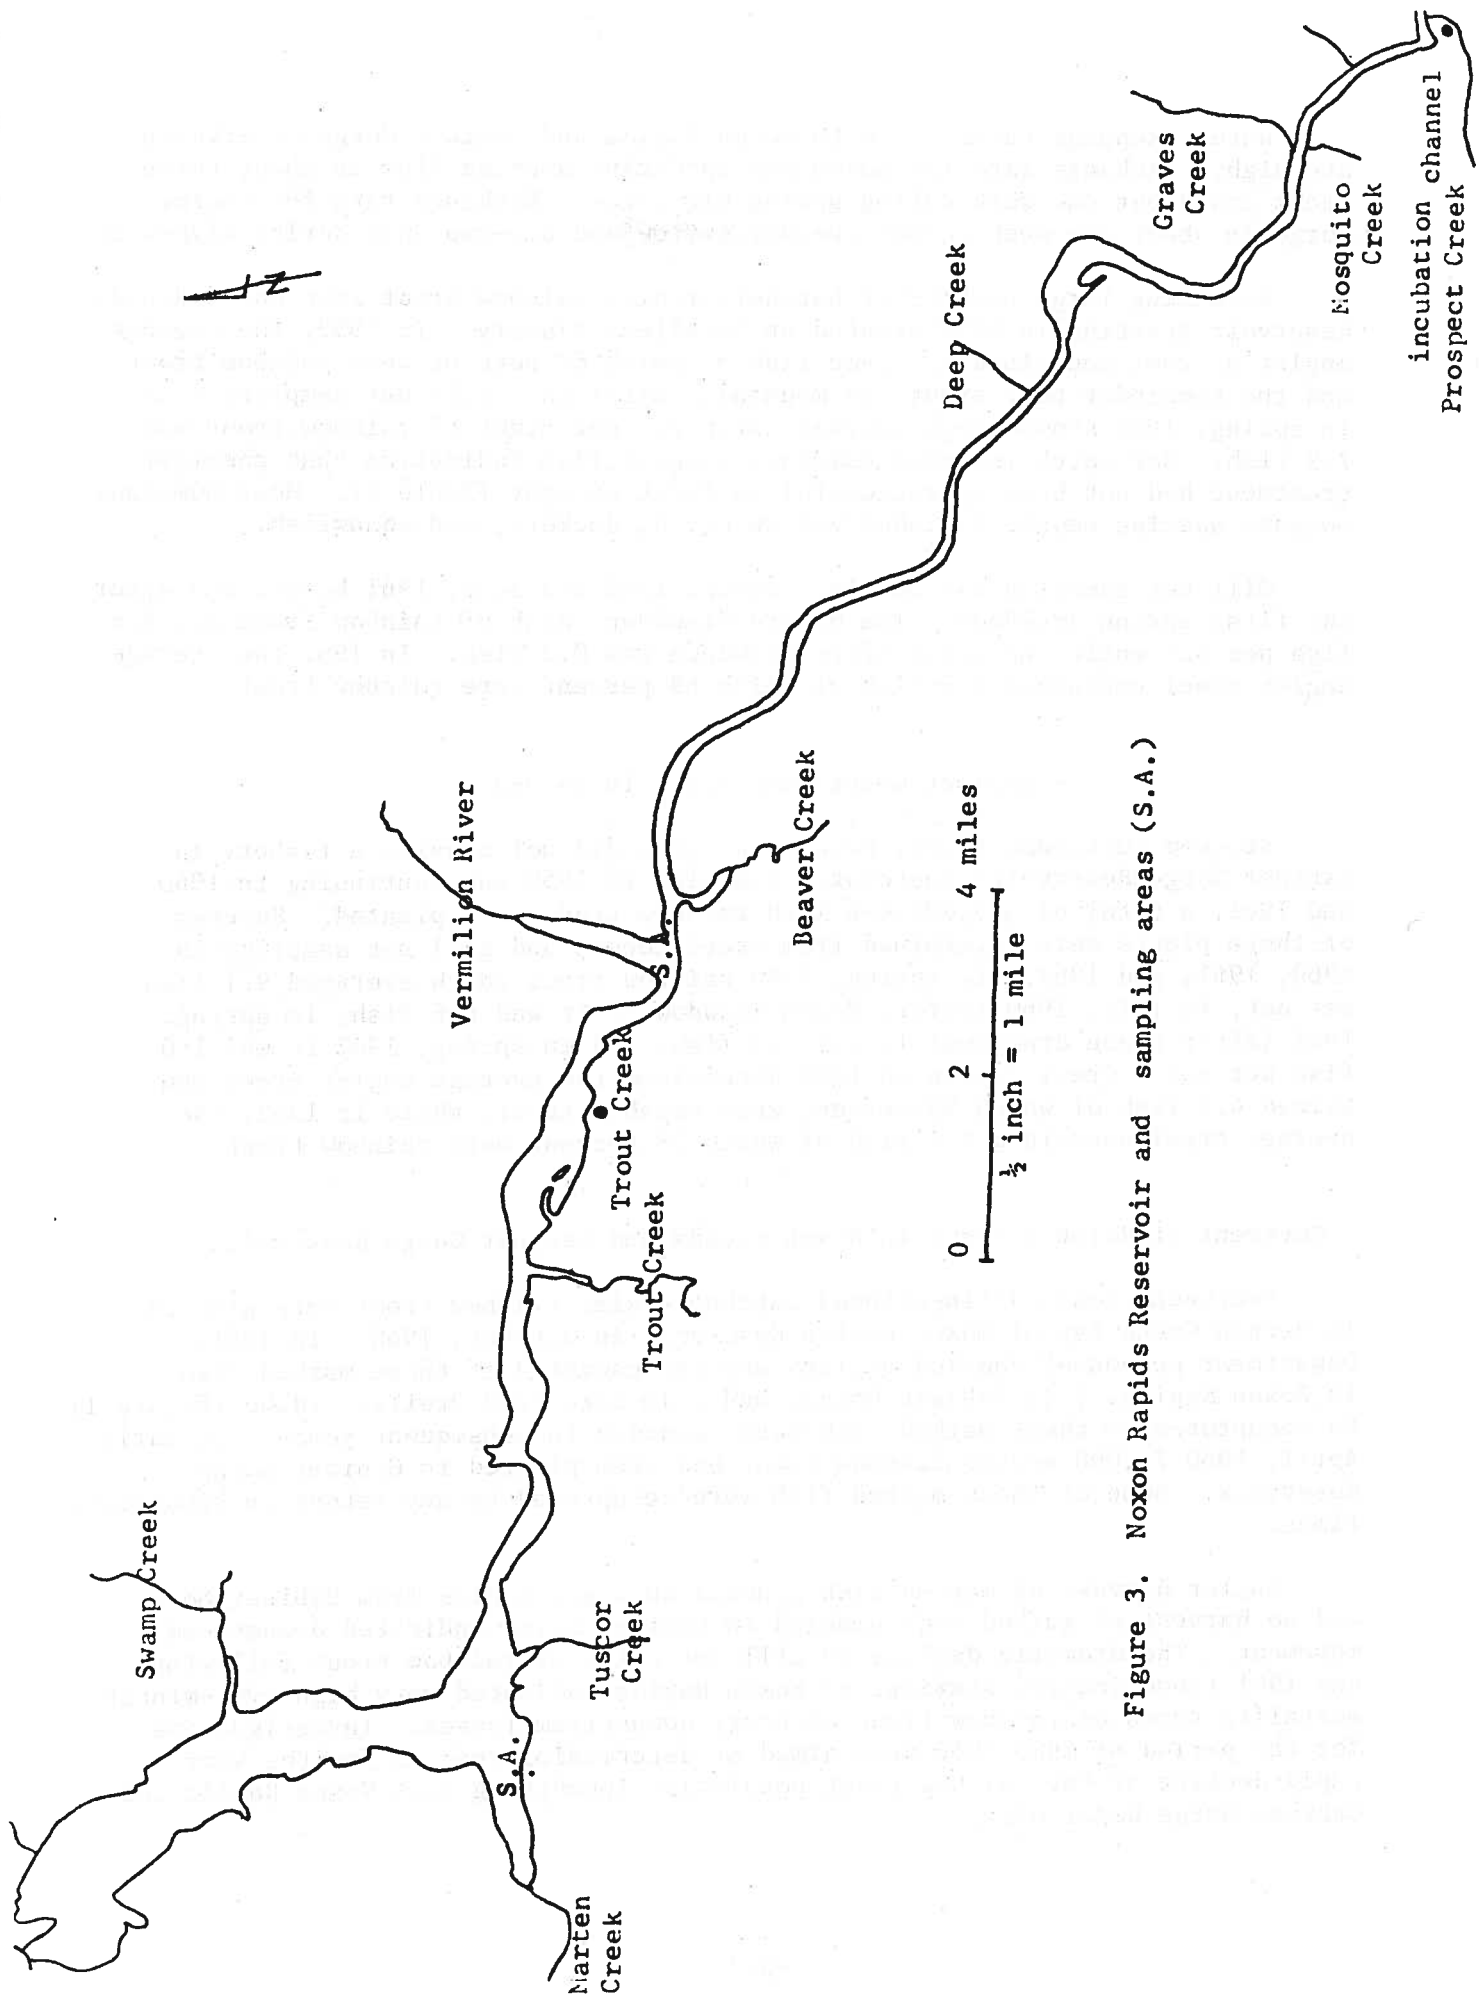 Swamp Creek
Marten
Creek
S.A.
Tuscor
Creek
Trout Creek
Trout Creek
Vermilion River
S.A.
Beaver Creek
Deep Creek
Graves
Creek
Mosquito
Creek
incubation channel
Prospect Creek
N
0 2 4 miles
½ inch = 1 mile
Figure 3. Noxon Rapids Reservoir and sampling areas (S.A.)